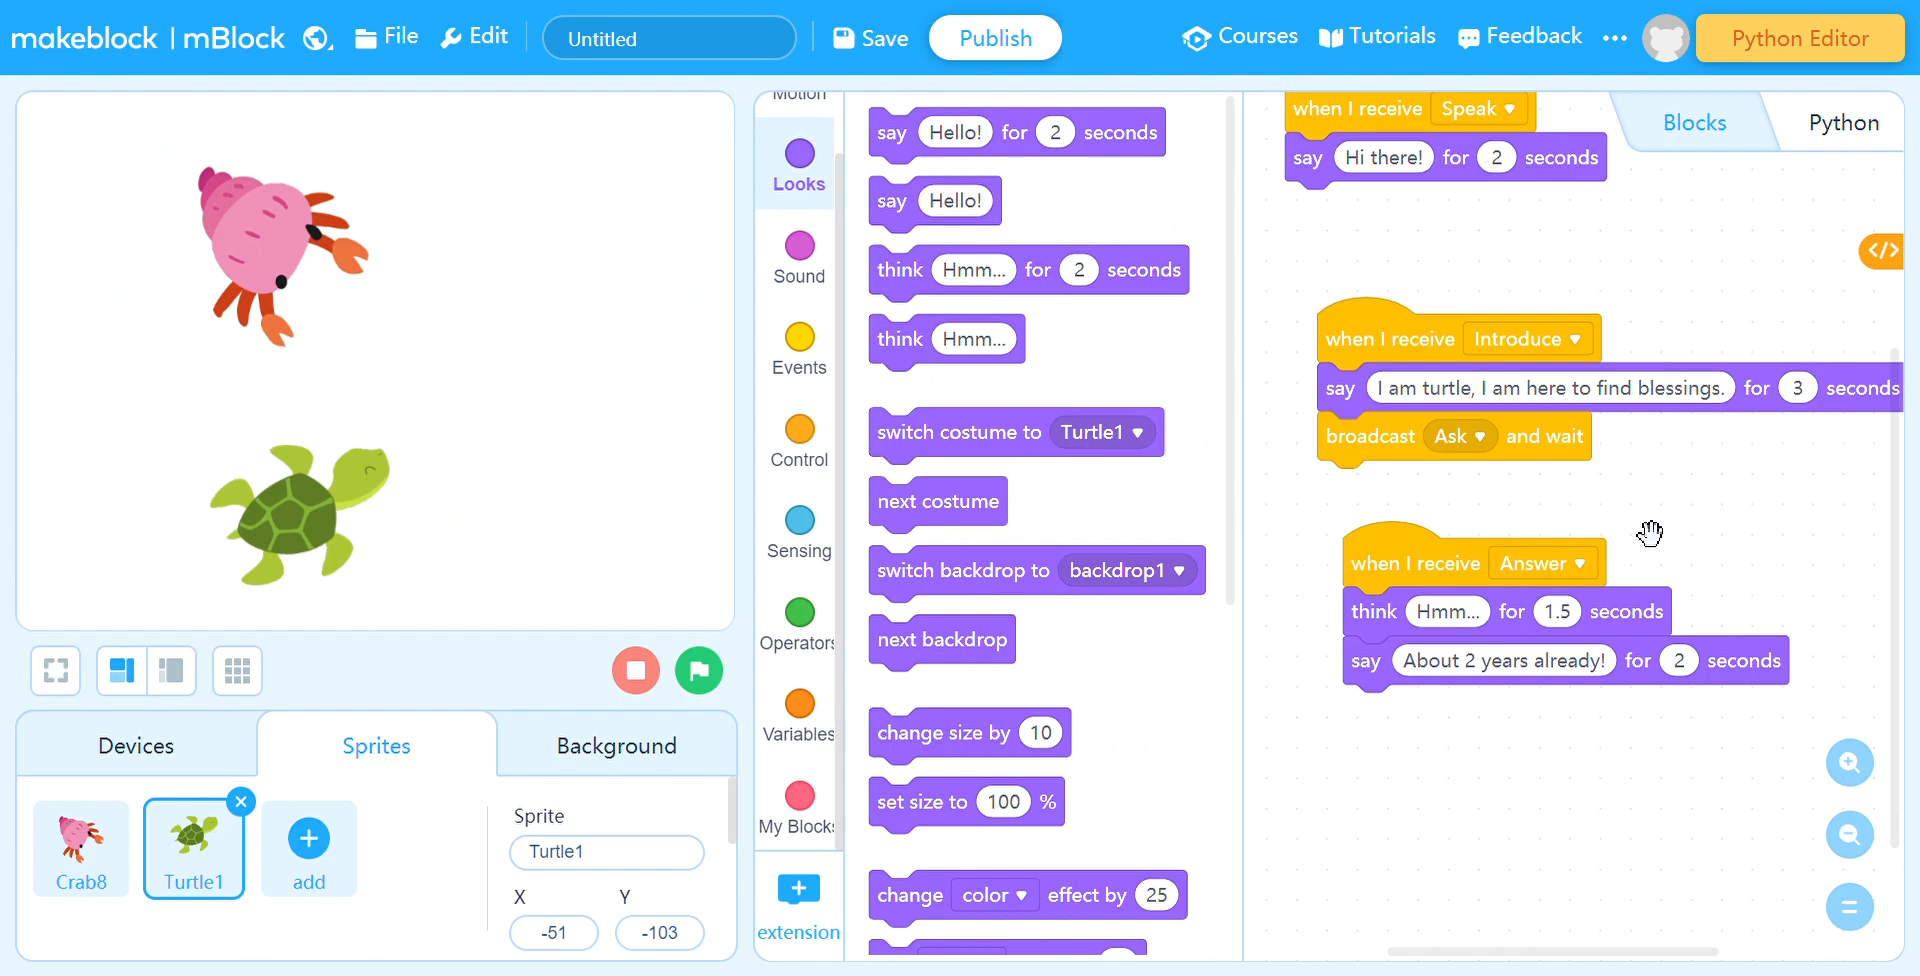 makeblock | mBlock
File
Edit
Untitled
Save
Publish
Courses
Tutorials
Feedback
Python Editor
Motion
Looks
Sound
Events
Control
Sensing
Operators
Variables
My Blocks
extension
say Hello! for 2 seconds
say Hello!
think Hmm... for 2 seconds
think Hmm...
switch costume to Turtle1
next costume
switch backdrop to backdrop1
next backdrop
change size by 10
set size to 100 %
change color effect by 25
Blocks
Python
when I receive Speak
say Hi there! for 2 seconds
when I receive Introduce
say I am turtle, I am here to find blessings. for 3 seconds
broadcast Ask and wait
when I receive Answer
think Hmm... for 1.5 seconds
say About 2 years already! for 2 seconds
Devices
Sprites
Background
Crab8
Turtle1
add
Sprite
Turtle1
X
Y
-51
-103